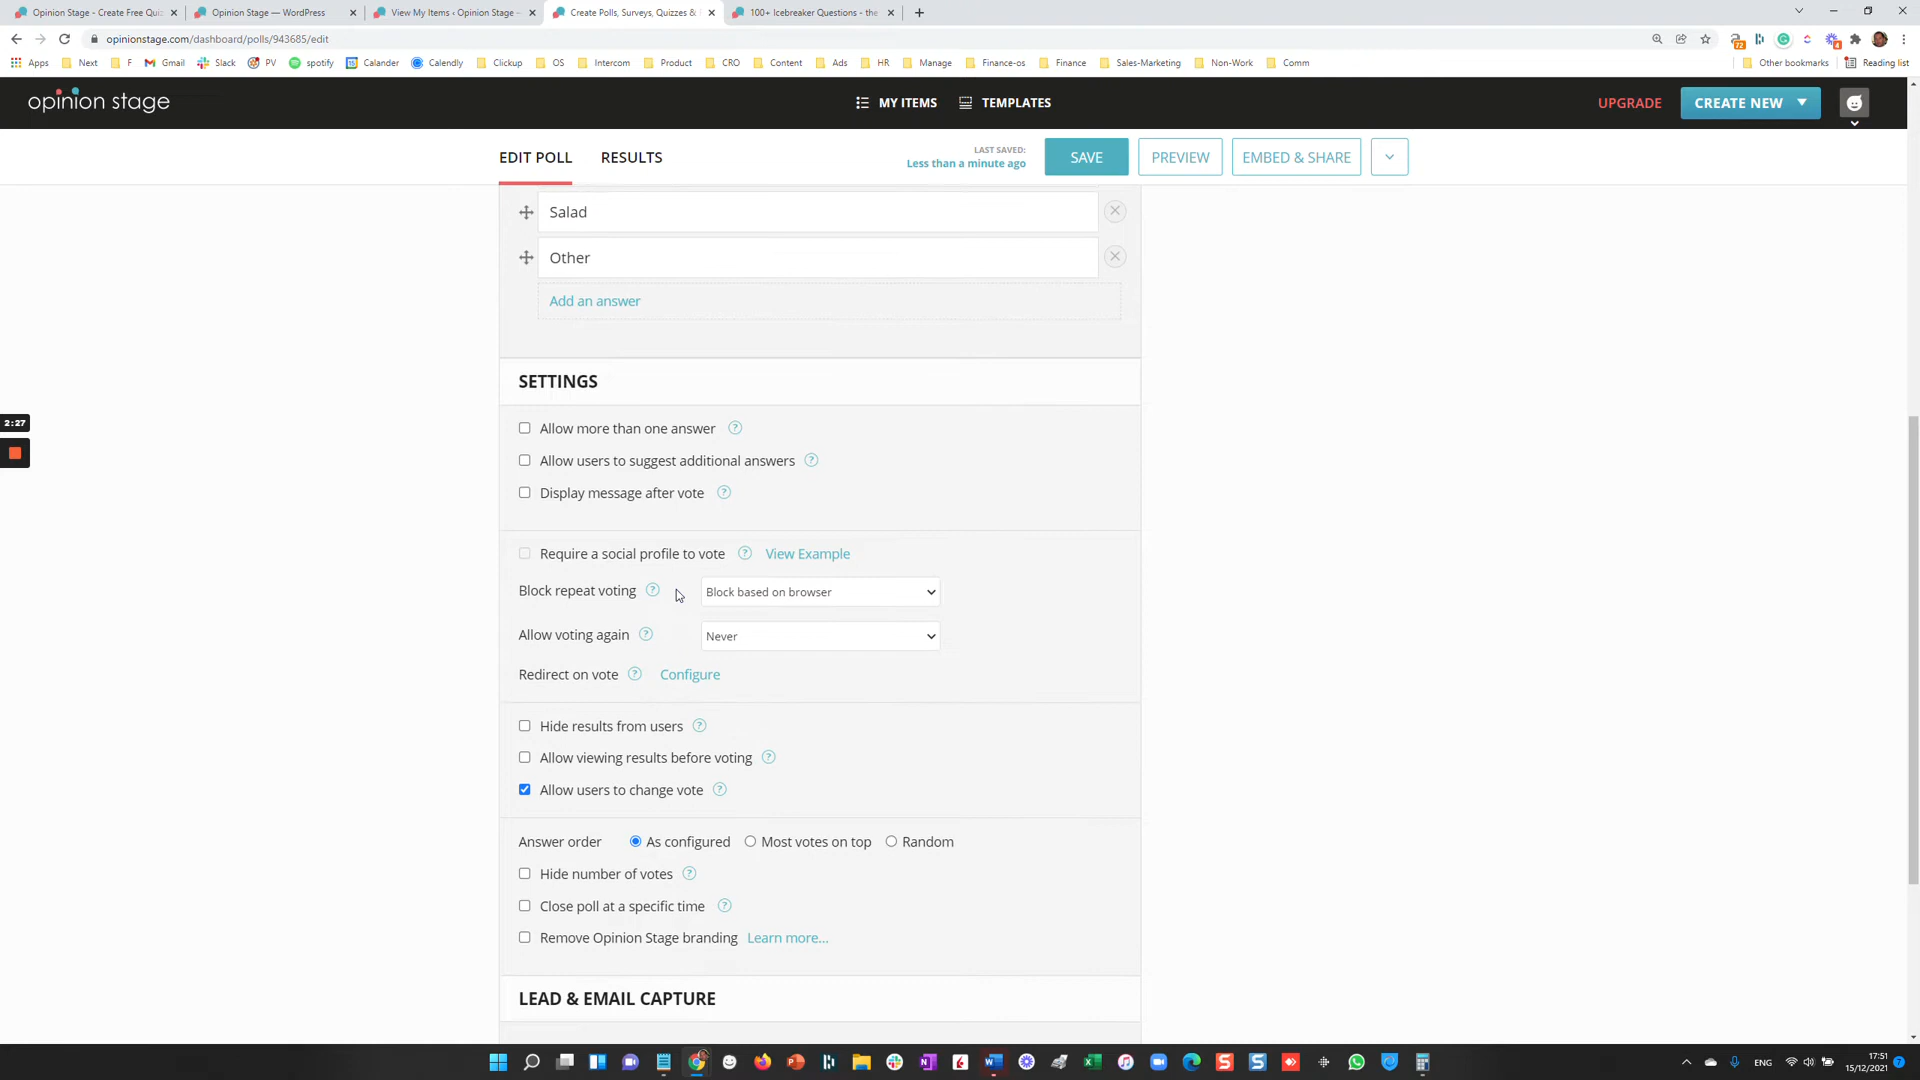 Opinion Stage - Create Free Qui
Opinion Stage — WordPress
View My Items ‹ Opinion Stage -
Create Polls, Surveys, Quizzes &
100+ Icebreaker Questions - the
opinionstage.com/dashboard/polls/943685/edit
Apps Next F Gmail Slack PV spotify Calander Calendly Clickup OS Intercom Product CRO Content Ads HR Manage Finance-os Finance Sales-Marketing Non-Work Comm Other bookmarks Reading list
opinion stage MY ITEMS TEMPLATES UPGRADE CREATE NEW
EDIT POLL RESULTS LAST SAVED: SAVE PREVIEW EMBED & SHARE
Less than a minute ago
Salad
Other
Add an answer
SETTINGS
2:27
Allow more than one answer ?
Allow users to suggest additional answers ?
Display message after vote ?
Require a social profile to vote ? View Example
Block repeat voting ? Block based on browser
Allow voting again ? Never
Redirect on vote ? Configure
Hide results from users ?
Allow viewing results before voting ?
Allow users to change vote ?
Answer order As configured Most votes on top Random
Hide number of votes ?
Close poll at a specific time ?
Remove Opinion Stage branding Learn more...
LEAD & EMAIL CAPTURE
ENG 17:51
15/12/2021